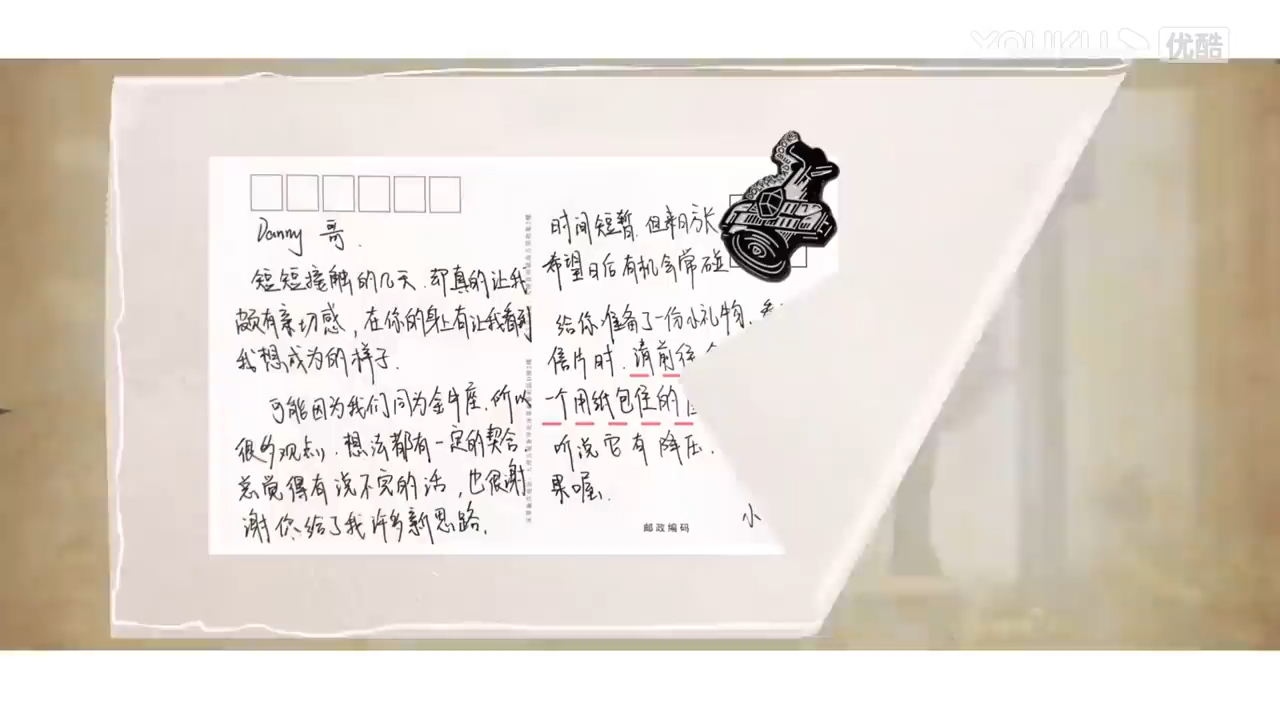 YOUKU 优酷
Danny 哥.
短短接触的几天.却真的让我
颇有亲切感,在你的身上有让我看到
我想成为的样子.
可能因为我们同为金牛座.所以
很多观点.想法都有一定的契合.
总觉得有说不完的话,也很谢
谢你给了我许多新思路.
时间短暂.但来日方长
希望日后有机会常碰
给你准备了一份小礼物.
信片时.请前往
一个用纸包住的
听说它有降压.
果喔.
邮政编码
小